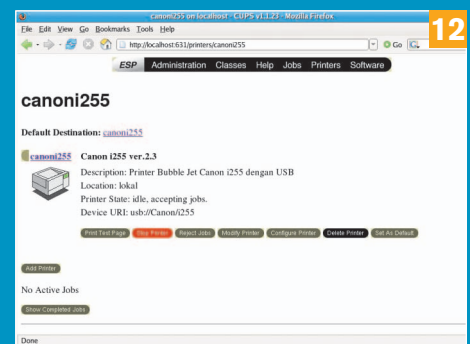 canoni255 on localhost - CUPS v1.1.23 - Mozilla Firefox
12
File Edit View Go Bookmarks Tools Help
http://localhost:631/printers/canoni255 Go
ESP Administration Classes Help Jobs Printers Software
canoni255
Default Destination: canoni255
canoni255 Canon i255 ver.2.3
Description: Printer Bubble Jet Canon i255 dengan USB
Location: lokal
Printer State: idle, accepting jobs.
Device URI: usb://Canon/i255
Print Test Page Stop Printer Reject Jobs Modify Printer Configure Printer Delete Printer Set As Default
Add Printer
No Active Jobs
Show Completed Jobs
Done